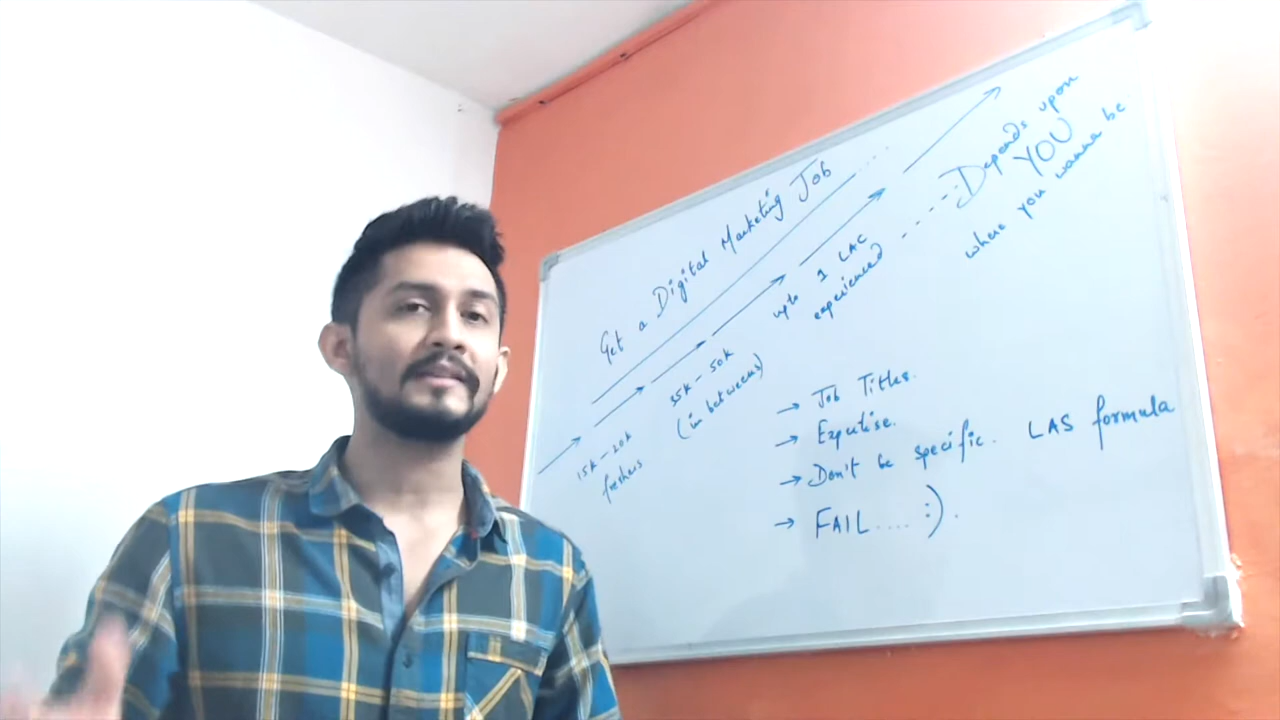 Get a Digital Marketing Job ....
15K - 20K
freshers
35K - 50K
(in betweens)
upto 1 LAC
experienced
----- Depends upon
YOU
where you wanna be
→ Job Titles.
→ Expertise.
→ Don't be specific. LAS formula
→ FAIL .... :).